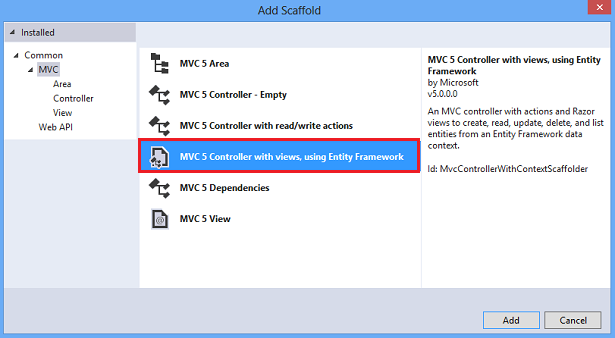 Add Scaffold
Installed
Common
MVC
Area
Controller
View
Web API
MVC 5 Area
MVC 5 Controller - Empty
MVC 5 Controller with read/write actions
MVC 5 Controller with views, using Entity Framework
MVC 5 Dependencies
MVC 5 View
MVC 5 Controller with views, using Entity
Framework
by Microsoft
v5.0.0.0
An MVC controller with actions and Razor
views to create, read, update, delete, and list
entities from an Entity Framework data
context.
Id: MvcControllerWithContextScaffolder
Add
Cancel